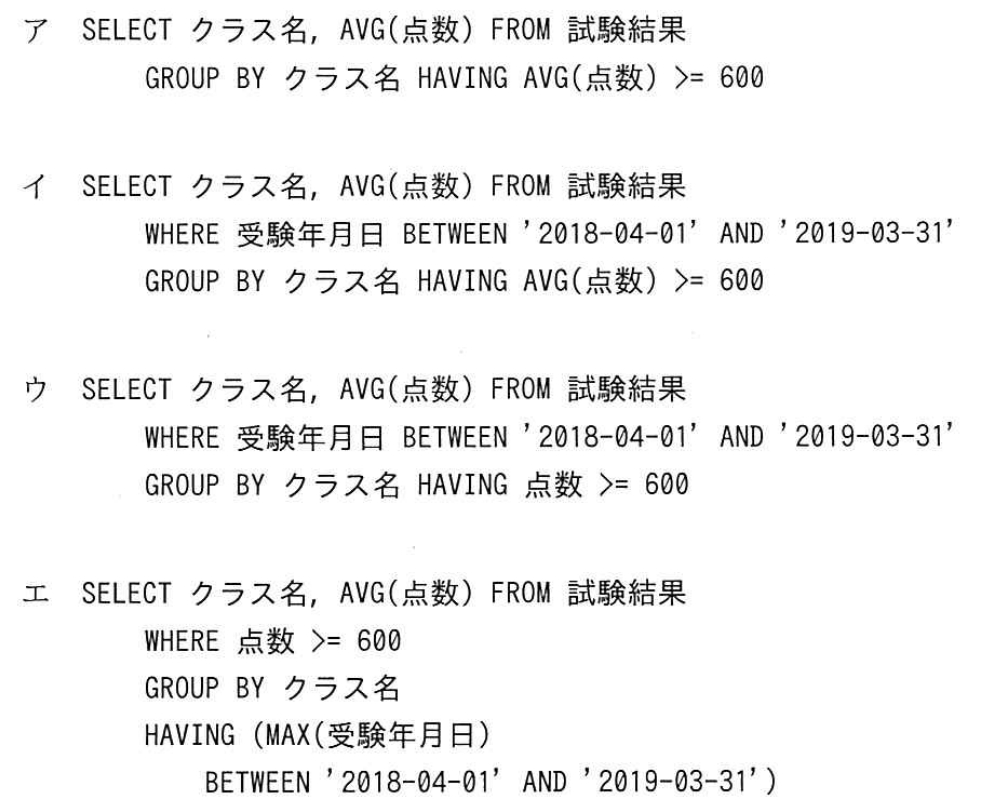 ア SELECT クラス名, AVG(点数) FROM 試験結果
GROUP BY クラス名 HAVING AVG(点数) >= 600
イ SELECT クラス名, AVG(点数) FROM 試験結果
WHERE 受験年月日 BETWEEN '2018-04-01' AND '2019-03-31'
GROUP BY クラス名 HAVING AVG(点数) >= 600
ウ SELECT クラス名, AVG(点数) FROM 試験結果
WHERE 受験年月日 BETWEEN '2018-04-01' AND '2019-03-31'
GROUP BY クラス名 HAVING 点数 >= 600
エ SELECT クラス名, AVG(点数) FROM 試験結果
WHERE 点数 >= 600
GROUP BY クラス名
HAVING (MAX(受験年月日)
BETWEEN '2018-04-01' AND '2019-03-31')